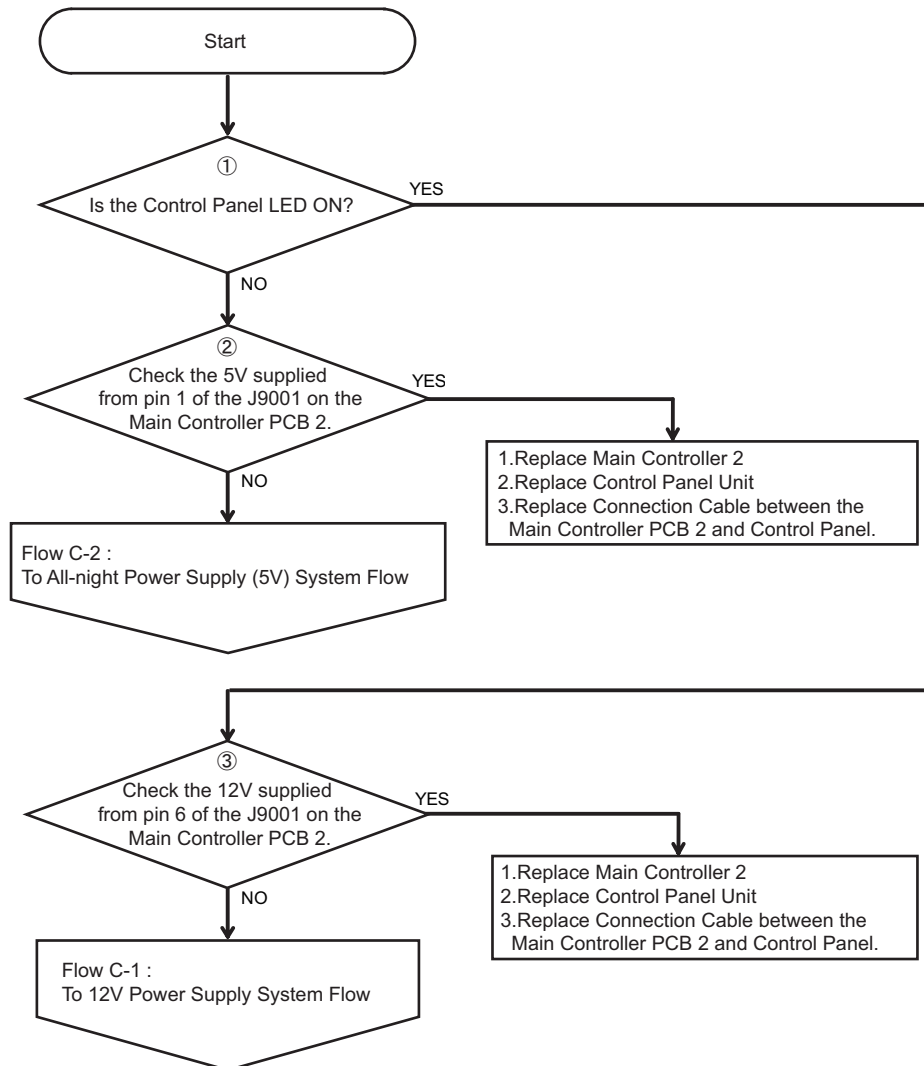 Start
①
Is the Control Panel LED ON?
YES
NO
②
Check the 5V supplied
from pin 1 of the J9001 on the
Main Controller PCB 2.
YES
NO
1.Replace Main Controller 2
2.Replace Control Panel Unit
3.Replace Connection Cable between the
Main Controller PCB 2 and Control Panel.
Flow C-2 :
To All-night Power Supply (5V) System Flow
③
Check the 12V supplied
from pin 6 of the J9001 on the
Main Controller PCB 2.
YES
NO
1.Replace Main Controller 2
2.Replace Control Panel Unit
3.Replace Connection Cable between the
Main Controller PCB 2 and Control Panel.
Flow C-1 :
To 12V Power Supply System Flow